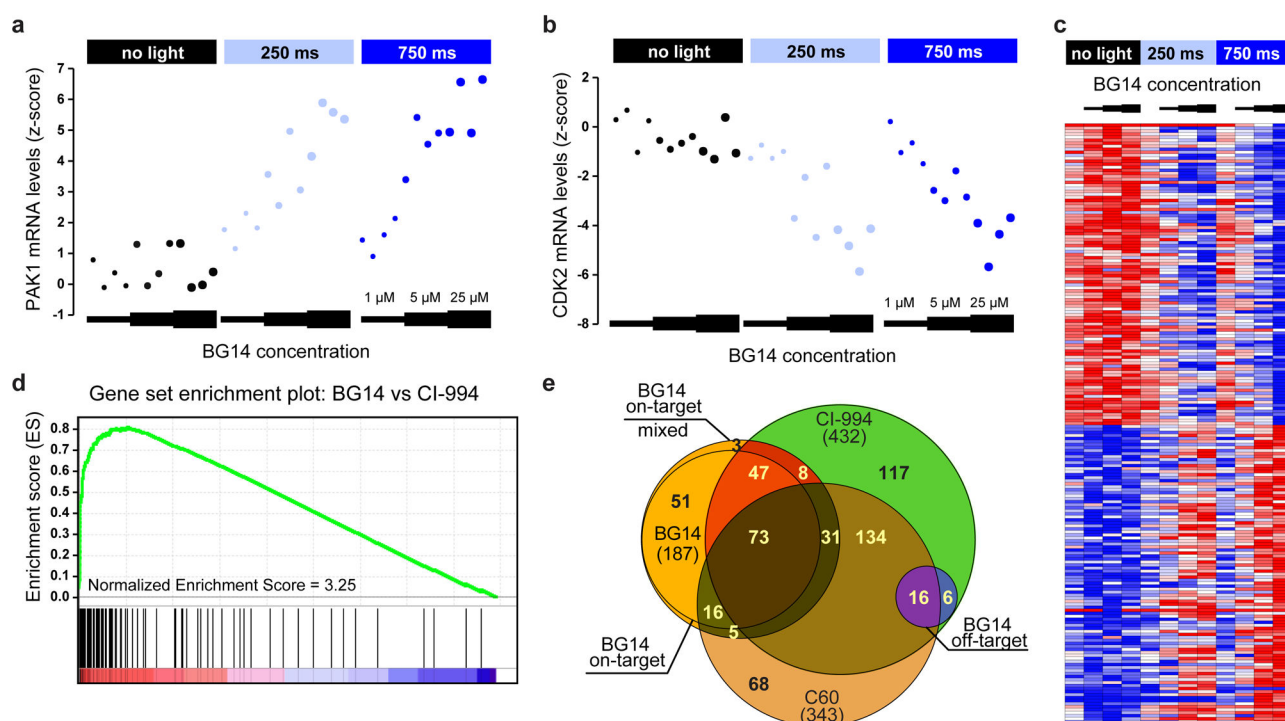 a
no light
250 ms
750 ms
PAK1 mRNA levels (z-score)
7
6
5
4
3
2
1
0
-1
1 µM
5 µM
25 µM
BG14 concentration
b
no light
250 ms
750 ms
CDK2 mRNA levels (z-score)
2
0
-2
-4
-6
-8
1 µM
5 µM
25 µM
BG14 concentration
c
no light
250 ms
750 ms
BG14 concentration
d
Gene set enrichment plot: BG14 vs CI-994
Enrichment score (ES)
0.8
0.7
0.6
0.5
0.4
0.3
0.2
0.1
0.0
Normalized Enrichment Score = 3.25
e
BG14
on-target
mixed
CI-994
(432)
3
47
8
117
51
BG14
(187)
73
31
134
16
5
16
6
BG14
on-target
BG14
off-target
68
C60
(343)